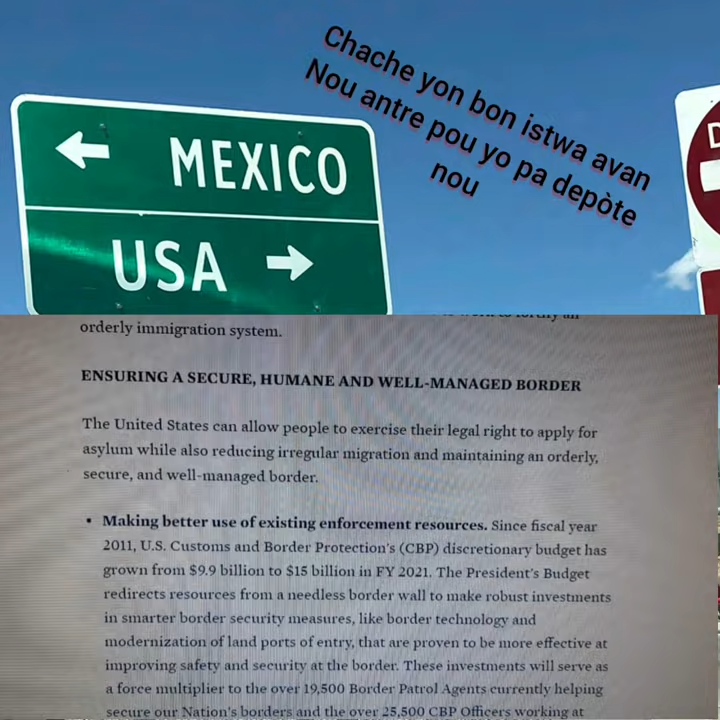 Chache yon bon istwa avan
Nou antre pou yo pa depòte
nou
MEXICO
USA
D
orderly immigration system.
ENSURING A SECURE, HUMANE AND WELL-MANAGED BORDER
The United States can allow people to exercise their legal right to apply for
asylum while also reducing irregular migration and maintaining an orderly,
secure, and well-managed border.
• Making better use of existing enforcement resources. Since fiscal year
2011, U.S. Customs and Border Protection's (CBP) discretionary budget has
grown from $9.9 billion to $15 billion in FY 2021. The President's Budget
redirects resources from a needless border wall to make robust investments
in smarter border security measures, like border technology and
modernization of land ports of entry, that are proven to be more effective at
improving safety and security at the border. These investments will serve as
a force multiplier to the over 19,500 Border Patrol Agents currently helping
secure our Nation's borders and the over 25,500 CBP Officers working at